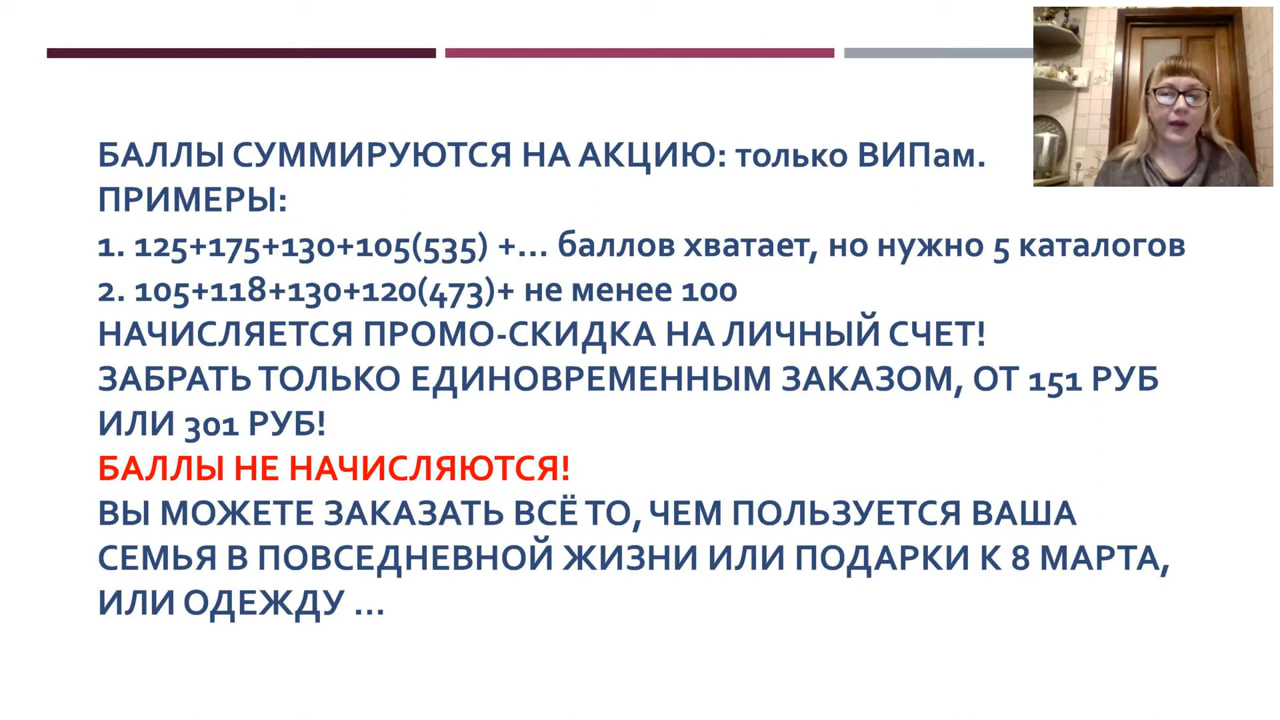 БАЛЛЫ СУММИРУЮТСЯ НА АКЦИЮ: только ВИПам.
ПРИМЕРЫ:
1. 125+175+130+105(535) +... баллов хватает, но нужно 5 каталогов
2. 105+118+130+120(473)+ не менее 100
НАЧИСЛЯЕТСЯ ПРОМО-СКИДКА НА ЛИЧНЫЙ СЧЕТ!
ЗАБРАТЬ ТОЛЬКО ЕДИНОВРЕМЕННЫМ ЗАКАЗОМ, ОТ 151 РУБ
ИЛИ 301 РУБ!
БАЛЛЫ НЕ НАЧИСЛЯЮТСЯ!
ВЫ МОЖЕТЕ ЗАКАЗАТЬ ВСЁ ТО, ЧЕМ ПОЛЬЗУЕТСЯ ВАША
СЕМЬЯ В ПОВСЕДНЕВНОЙ ЖИЗНИ ИЛИ ПОДАРКИ К 8 МАРТА,
ИЛИ ОДЕЖДУ ...